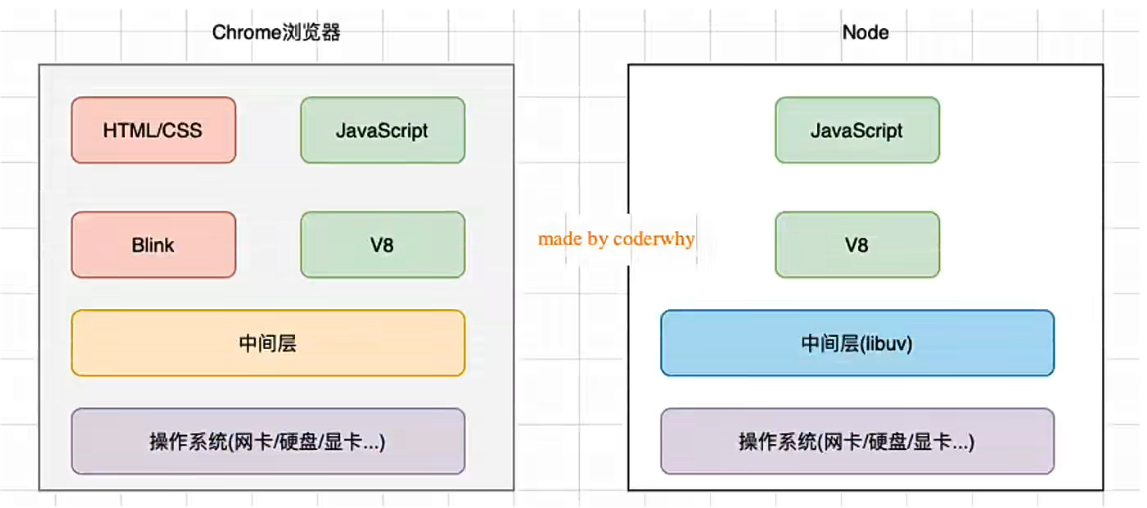 Chrome浏览器
HTML/CSS
JavaScript
Blink
V8
中间层
操作系统(网卡/硬盘/显卡...)
made by coderwhy
Node
JavaScript
V8
中间层(libuv)
操作系统(网卡/硬盘/显卡...)